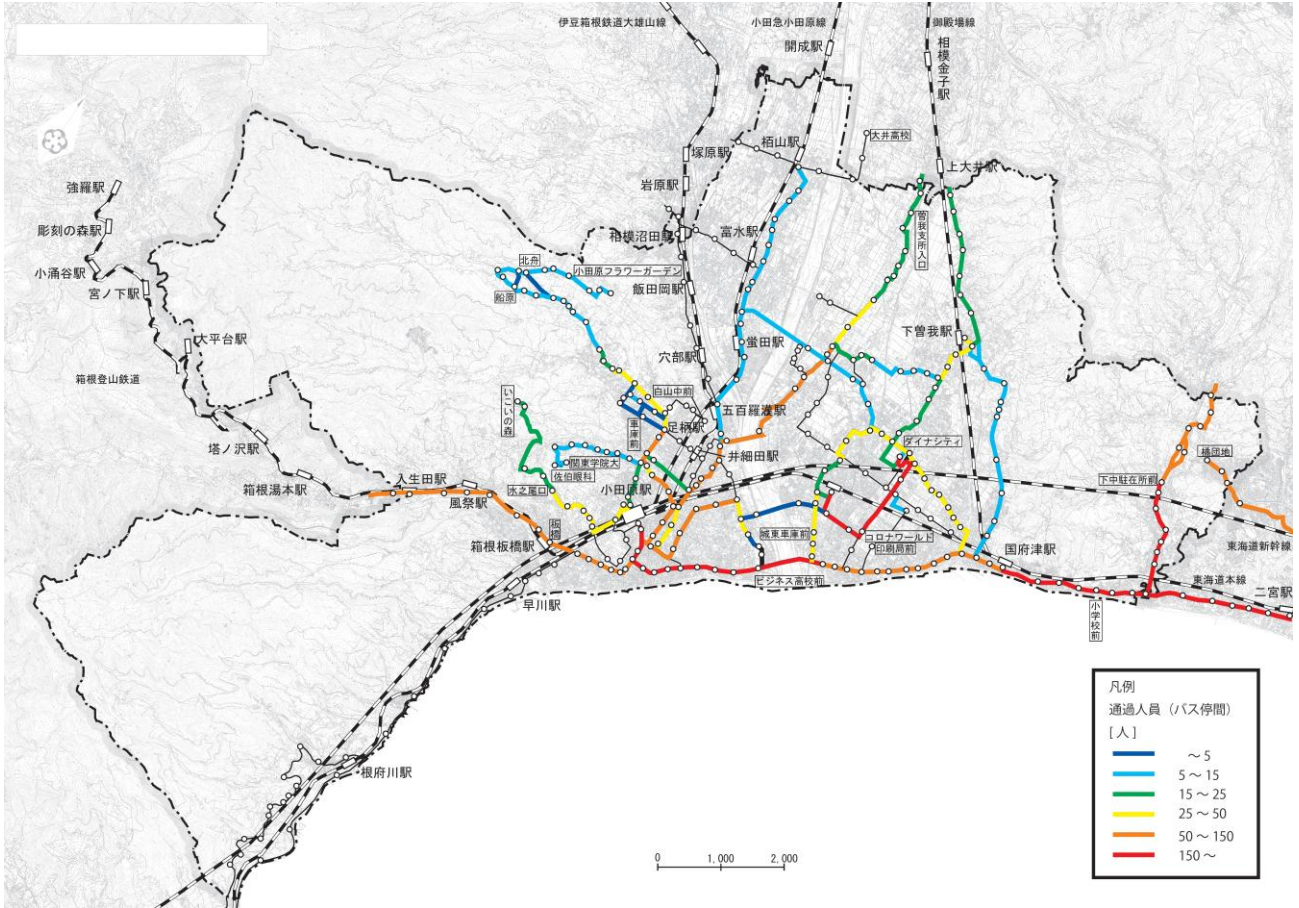 伊豆箱根鉄道大雄山線
小田急小田原線
御殿場線
開成駅
相模金子駅
大井高校
栢山駅
塚原駅
上大井駅
岩原駅
強羅駅
彫刻の森駅
相模沼田駅
富水駅
曽我支所入口
小涌谷駅
北舟
小田原フラワーガーデン
宮ノ下駅
船原
飯田岡駅
大平台駅
下曽我駅
穴部駅
螢田駅
箱根登山鉄道
白山中前
いこいの森
五百羅漢駅
車庫前
足柄駅
塔ノ沢駅
井細田駅
ダイナシティ
橘団地
関東学院大
佐伯眼科
下中駐在所前
入生田駅
水之尾口
小田原駅
箱根湯本駅
風祭駅
板橋
城東車庫前
コロナワールド
印刷局前
箱根板橋駅
国府津駅
東海道新幹線
ビジネス高校前
東海道本線
早川駅
小学校前
二宮駅
根府川駅
凡例
通過人員（バス停間）
[人]
～5
5～15
15～25
25～50
50～150
150～
0 1,000 2,000